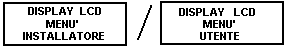 DISPLAY LCD
MENU'
INSTALLATORE
/
DISPLAY LCD
MENU'
UTENTE